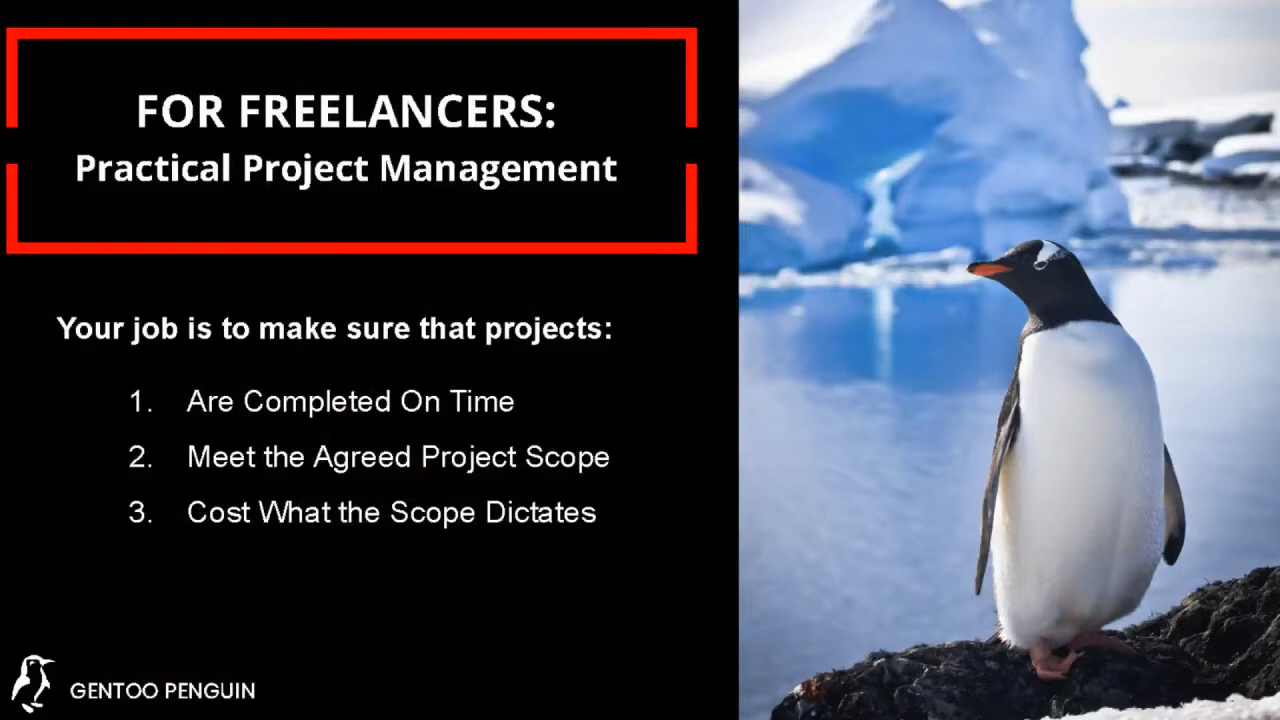 FOR FREELANCERS:
Practical Project Management
Your job is to make sure that projects:
1. Are Completed On Time
2. Meet the Agreed Project Scope
3. Cost What the Scope Dictates
GENTOO PENGUIN